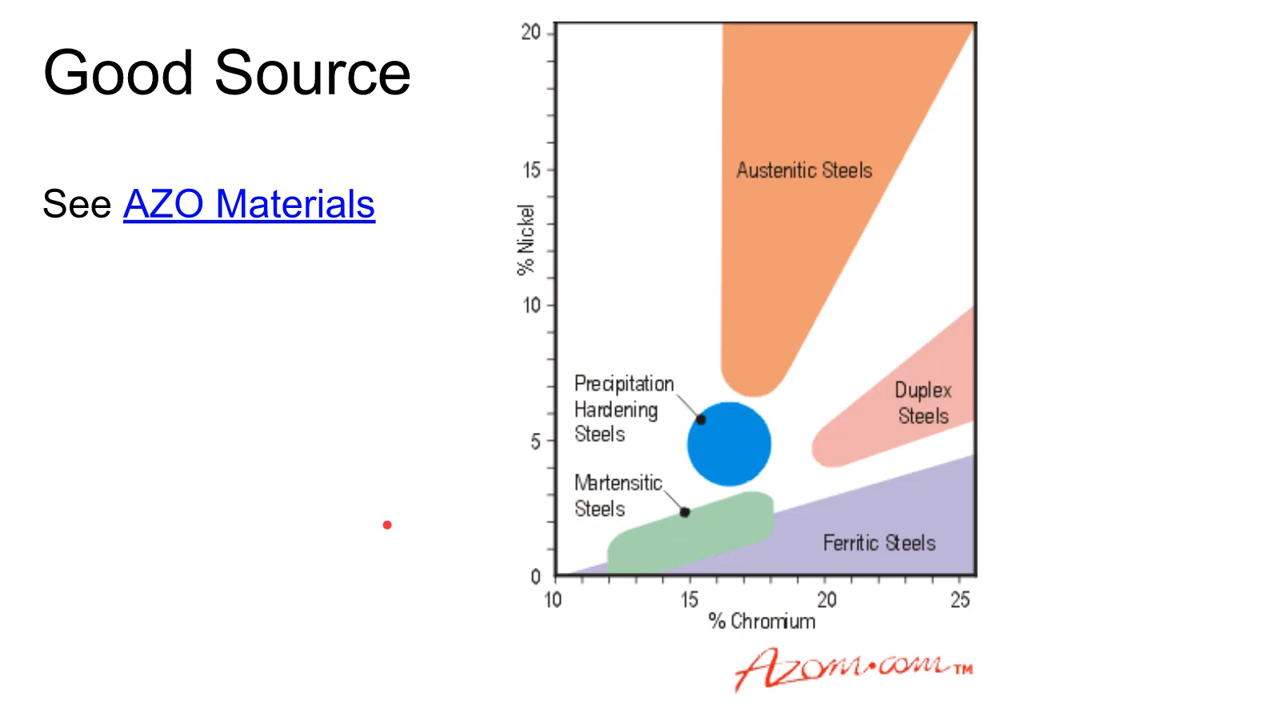 Good Source
See AZO Materials
20
15
10
5
0
% Nickel
Austenitic Steels
Precipitation
Hardening
Steels
Duplex
Steels
Martensitic
Steels
Ferritic Steels
10 15 20 25
% Chromium
Azom.com™